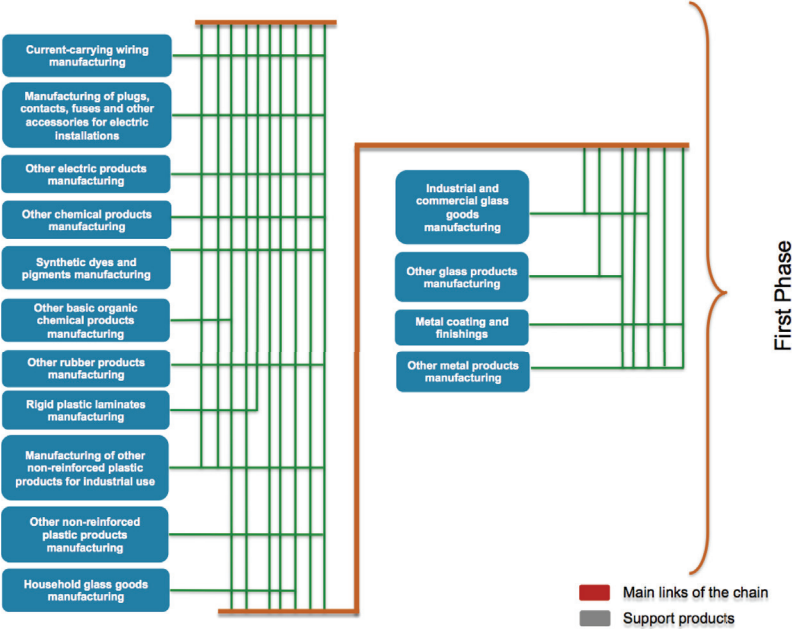 Current-carrying wiring
manufacturing
Manufacturing of plugs,
contacts, fuses and other
accessories for electric
installations
Other electric products
manufacturing
Other chemical products
manufacturing
Synthetic dyes and
pigments manufacturing
Other basic organic
chemical products
manufacturing
Other rubber products
manufacturing
Rigid plastic laminates
manufacturing
Manufacturing of other
non-reinforced plastic
products for industrial use
Other non-reinforced
plastic products
manufacturing
Household glass goods
manufacturing
Industrial and
commercial glass
goods
manufacturing
Other glass products
manufacturing
Metal coating and
finishings
Other metal products
manufacturing
First Phase
Main links of the chain
Support products